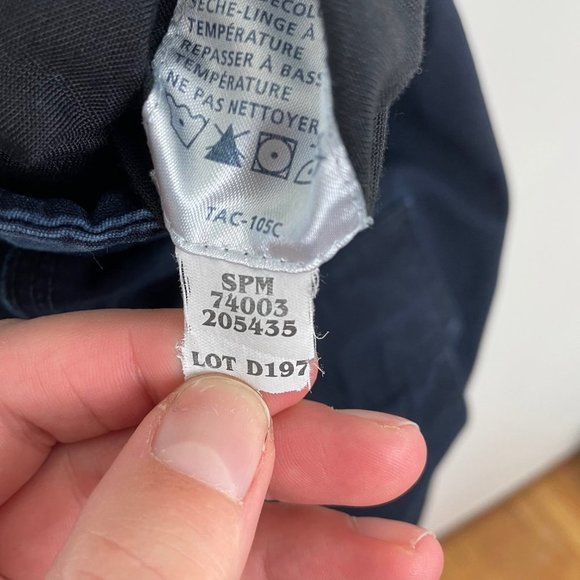 SÈCHE-LINGE À
TEMPÉRATURE
REPASSER À BASSE
TEMPÉRATURE
NE PAS NETTOYER
TAC-105C
SPM
74003
205435
LOT D197